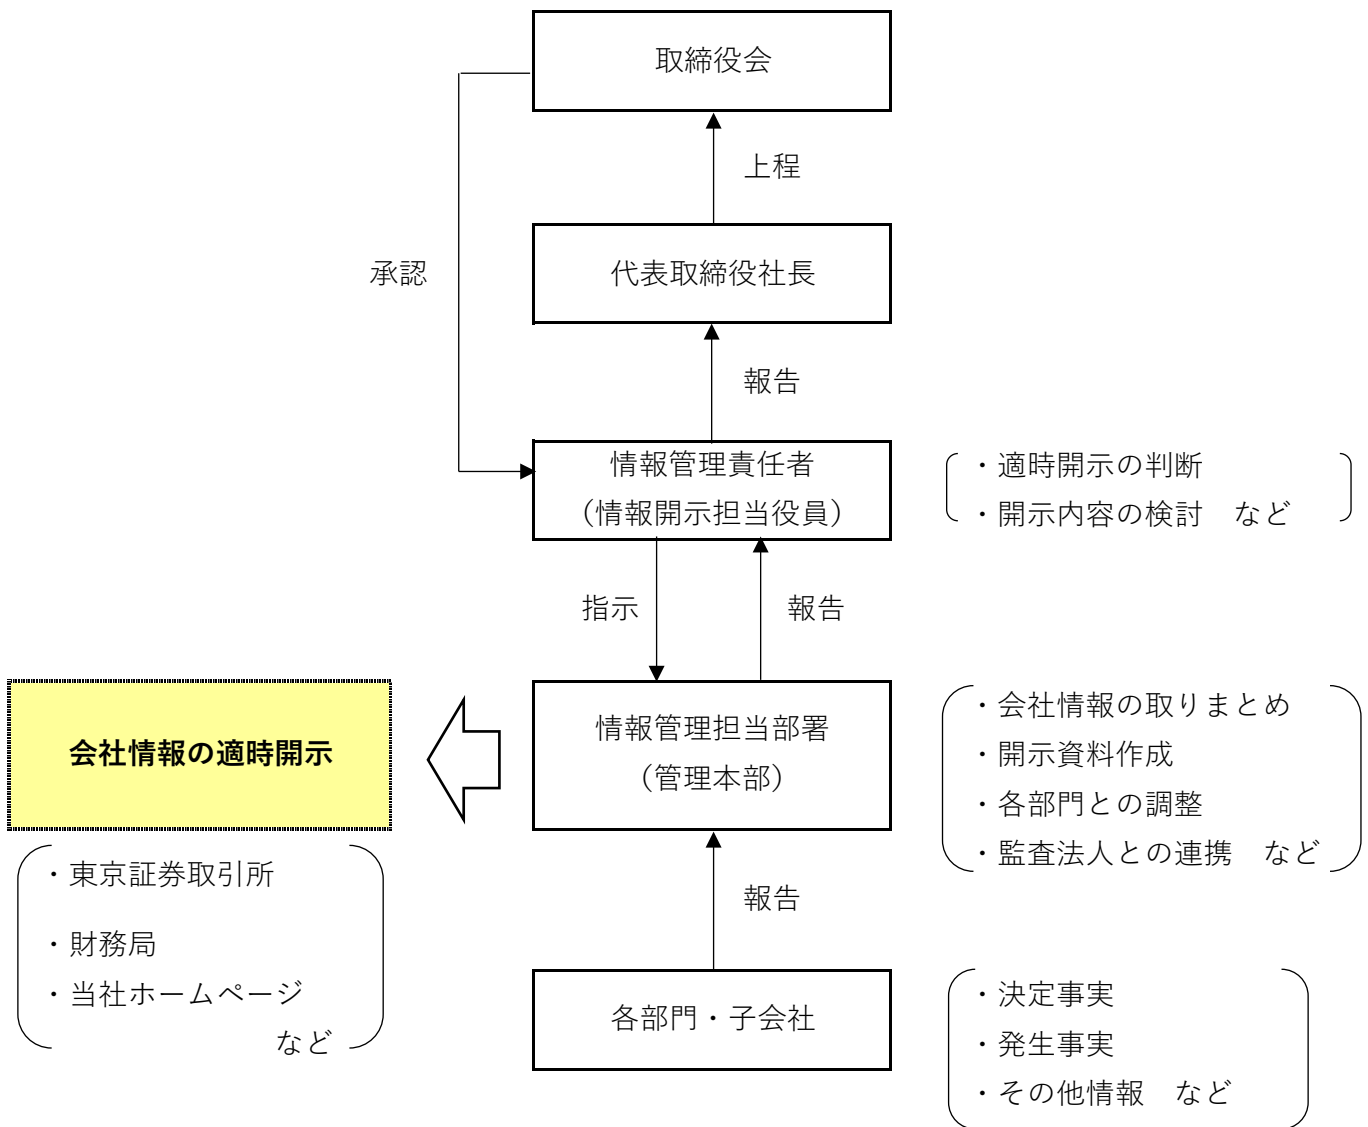 取締役会
上程
代表取締役社長
承認
報告
情報管理責任者
（情報開示担当役員）
・適時開示の判断
・開示内容の検討　など
指示
報告
会社情報の適時開示
情報管理担当部署
（管理本部）
・会社情報の取りまとめ
・開示資料作成
・各部門との調整
・監査法人との連携　など
・東京証券取引所
・財務局
・当社ホームページ
など
報告
各部門・子会社
・決定事実
・発生事実
・その他情報　など